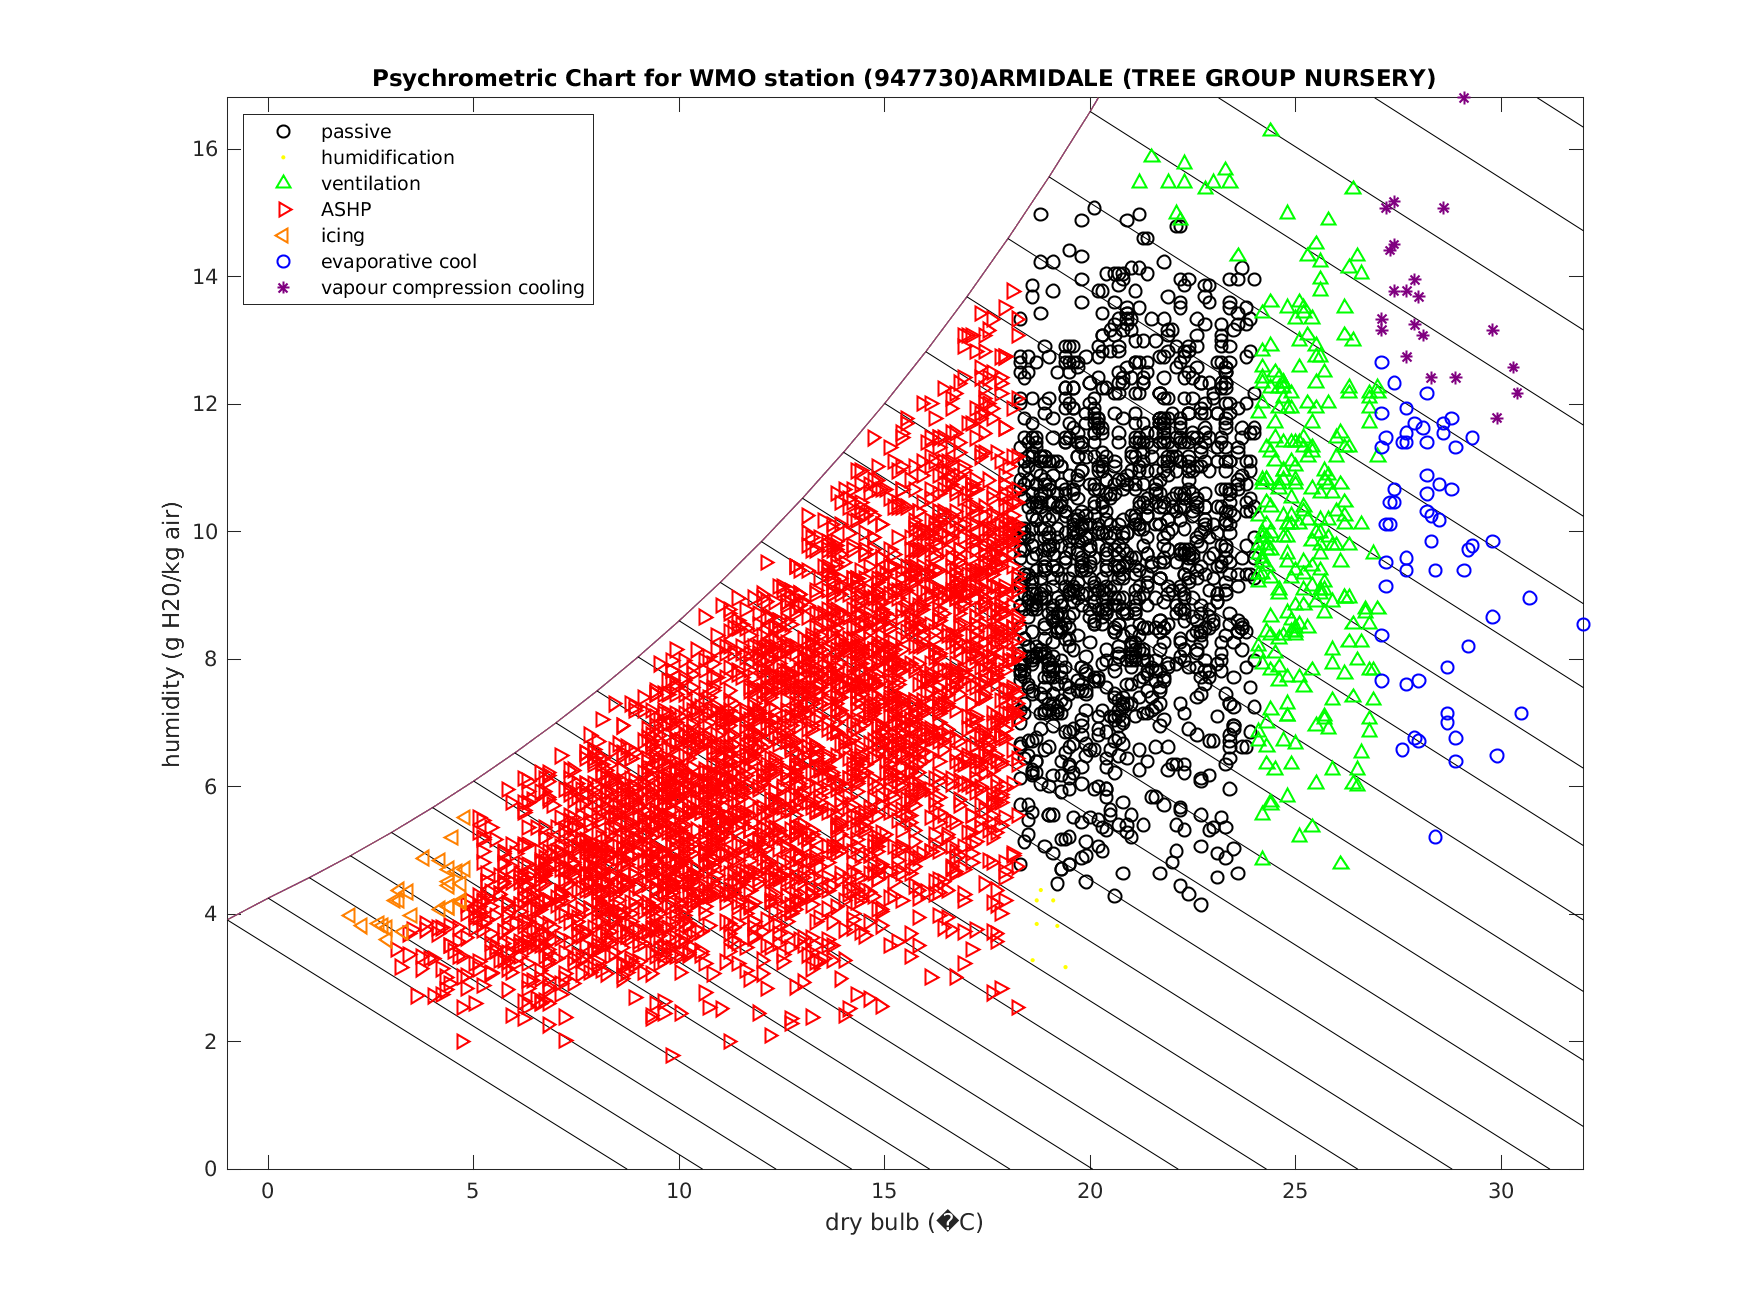 Psychrometric Chart for WMO station (947730)ARMIDALE (TREE GROUP NURSERY)
passive
humidification
ventilation
ASHP
icing
evaporative cool
vapour compression cooling
humidity (g H20/kg air)
16
14
12
10
8
6
4
2
0
0 5 10 15 20 25 30
dry bulb (�C)